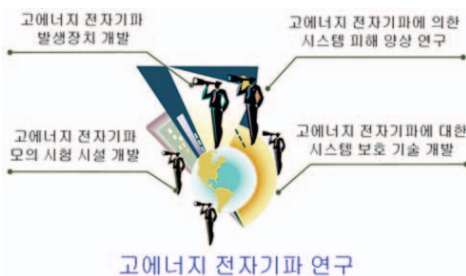 고에너지 전자기파
발생장치 개발
고에너지 전자기파에 의한
시스템 피해 양상 연구
고에너지 전자기파
모의 시험 시설 개발
고에너지 전자기파에 대한
시스템 보호 기술 개발
고에너지 전자기파 연구